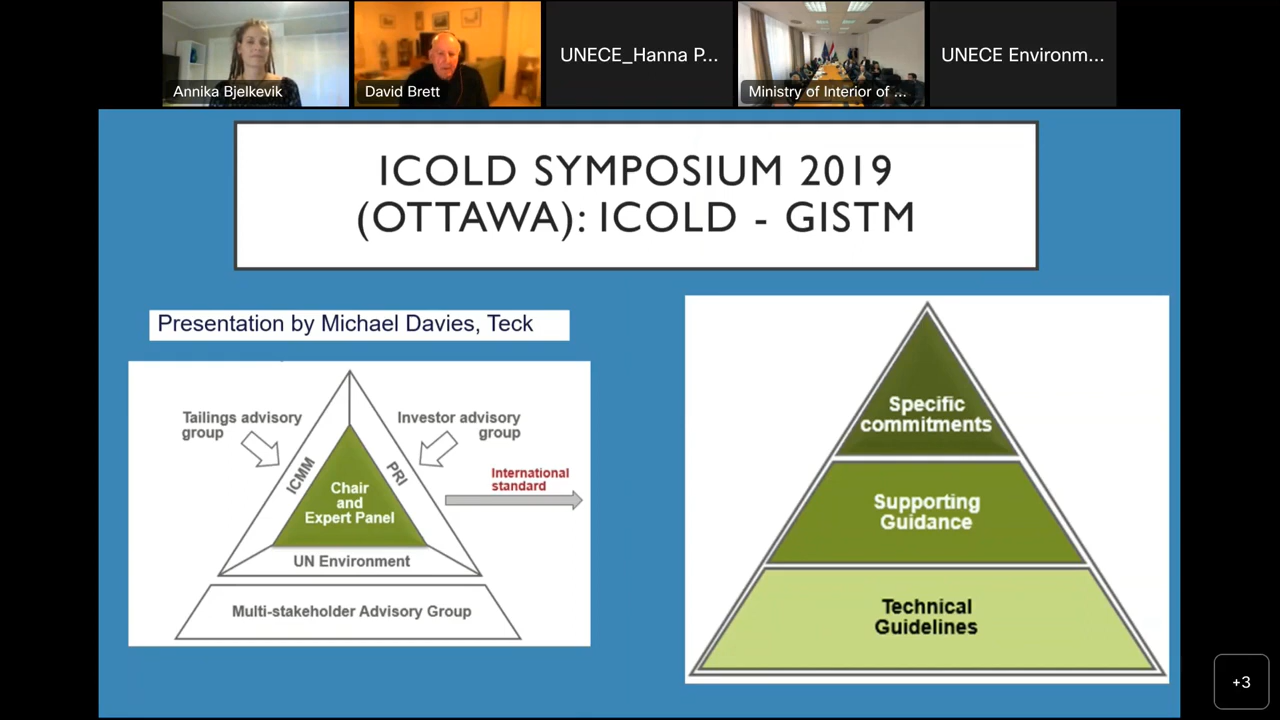 Annika Bjelkevik
David Brett
UNECE_Hanna P...
Ministry of Interior of ...
UNECE Environm...
ICOLD SYMPOSIUM 2019
(OTTAWA): ICOLD - GISTM
Presentation by Michael Davies, Teck
Tailings advisory
group
Investor advisory
group
ICMM
PRI
International
standard
Chair
and
Expert Panel
UN Environment
Multi-stakeholder Advisory Group
Specific
commitments
Supporting
Guidance
Technical
Guidelines
+3